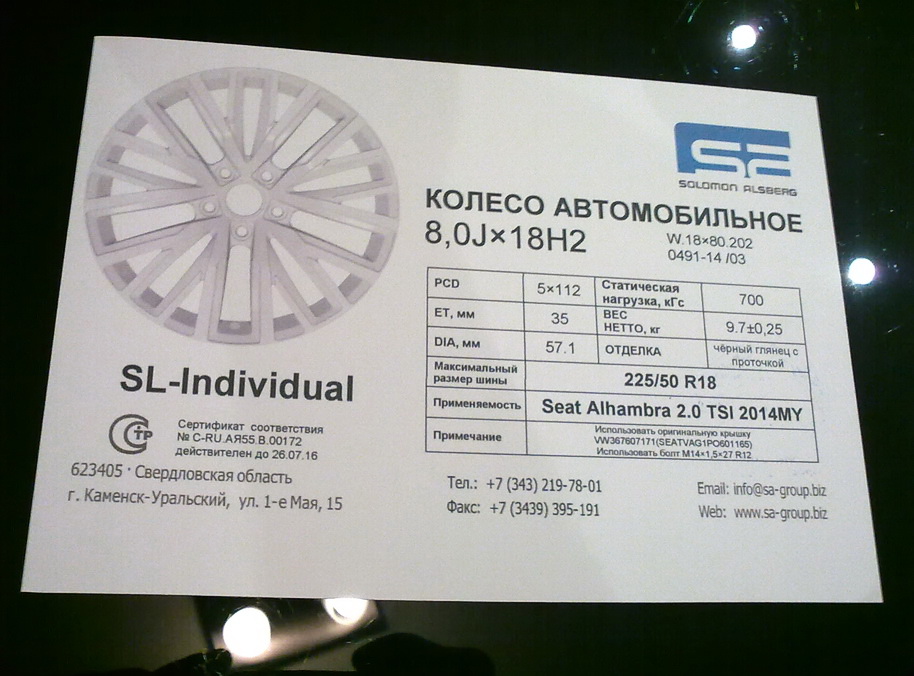 SOLOMON ALSBERG
КОЛЕСО АВТОМОБИЛЬНОЕ
8,0J×18H2
W.18×80.202
0491-14 /03
PCD 5×112 Статическая нагрузка, кГс 700
ET, мм 35 ВЕС НЕТТО, кг 9.7±0,25
DIA, мм 57.1 ОТДЕЛКА чёрный глянец с проточкой
Максимальный размер шины 225/50 R18
Применяемость Seat Alhambra 2.0 TSI 2014MY
Примечание Использовать оригинальную крышку
VW367607171(SEATVAG1PO601165)
Использовать болт M14×1,5×27 R12
SL-Individual
Сертификат соответствия
№ C-RU.АЯ55.B.00172
действителен до 26.07.16
623405 · Свердловская область
г. Каменск-Уральский, ул. 1-е Мая, 15
Тел.: +7 (343) 219-78-01
Факс: +7 (3439) 395-191
Email: info@sa-group.biz
Web: www.sa-group.biz